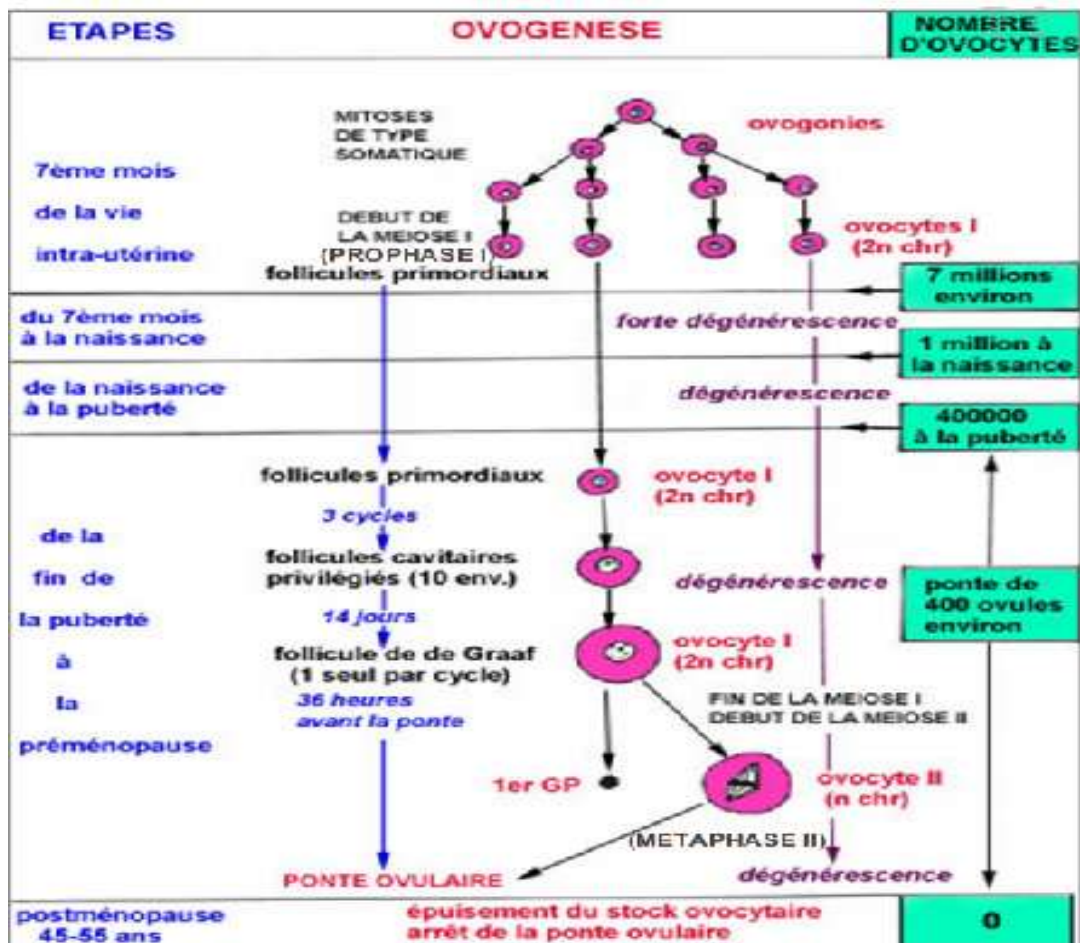 ETAPES
OVOGENESE
NOMBRE
D'OVOCYTES
MITOSES
DE TYPE
SOMATIQUE
ovogonies
7ème mois
de la vie
intra-utérine
DEBUT DE
LA MEIOSE I
(PROPHASE I)
follicules primordiaux
ovocytes I
(2n chr)
7 millions
environ
du 7ème mois
à la naissance
forte dégénérescence
1 million à
la naissance
de la naissance
à la puberté
dégénérescence
400000
à la puberté
follicules primordiaux
ovocyte I
(2n chr)
3 cycles
de la
fin de
la puberté
à
la
préménopause
follicules cavitaires
privilégiés (10 env.)
dégénérescence
ponte de
400 ovules
environ
14 jours
follicule de de Graaf
(1 seul par cycle)
ovocyte I
(2n chr)
36 heures
avant la ponte
FIN DE LA MEIOSE I
DEBUT DE LA MEIOSE II
1er GP
ovocyte II
(n chr)
(METAPHASE II)
PONTE OVULAIRE
dégénérescence
postménopause
45-55 ans
épuisement du stock ovocytaire
arrêt de la ponte ovulaire
0